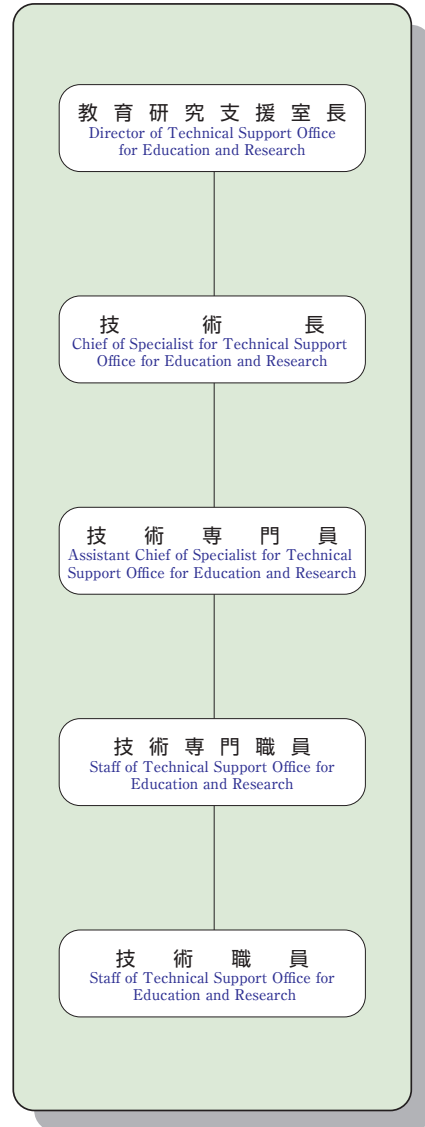 教育研究支援室長
Director of Technical Support Office
for Education and Research
技術長
Chief of Specialist for Technical Support
Office for Education and Research
技術専門員
Assistant Chief of Specialist for Technical
Support Office for Education and Research
技術専門職員
Staff of Technical Support Office for
Education and Research
技術職員
Staff of Technical Support Office for
Education and Research